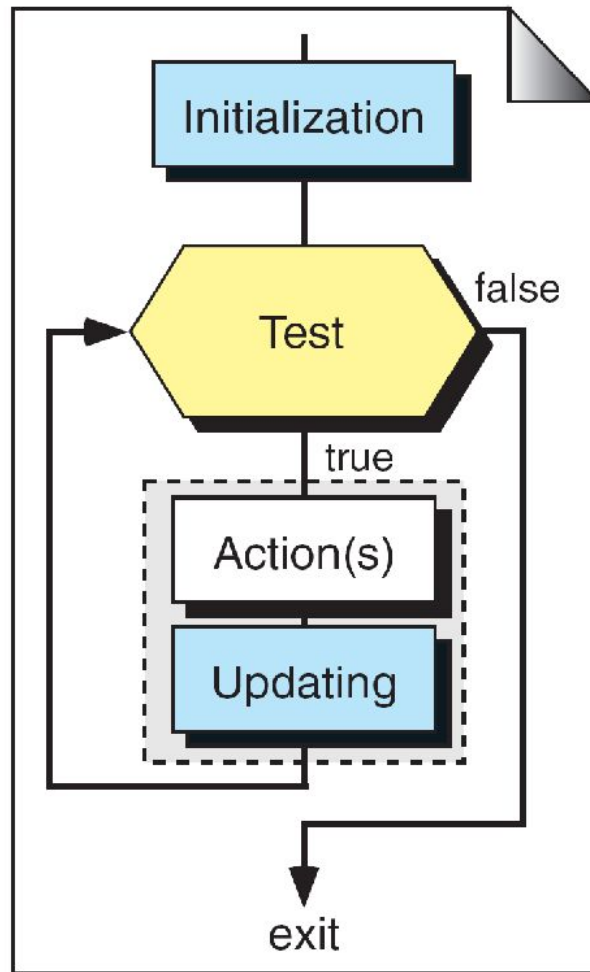 Initialization
false
Test
true
Action(s)
Updating
exit